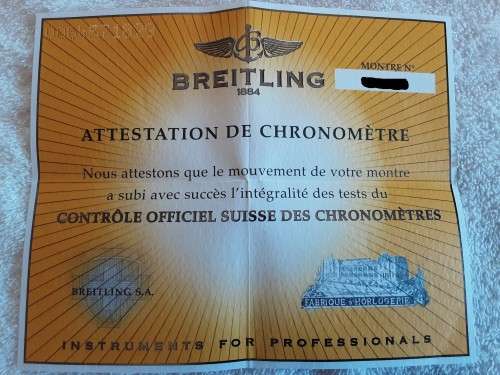 BREITLING
1884
MONTRE N°
ATTESTATION DE CHRONOMÈTRE
Nous attestons que le mouvement de votre montre
a subi avec succès l'intégralité des tests du
CONTRÔLE OFFICIEL SUISSE DES CHRONOMÈTRES
BREITLING S.A.
FABRIQUE D'HORLOGERIE
INSTRUMENTS FOR PROFESSIONALS